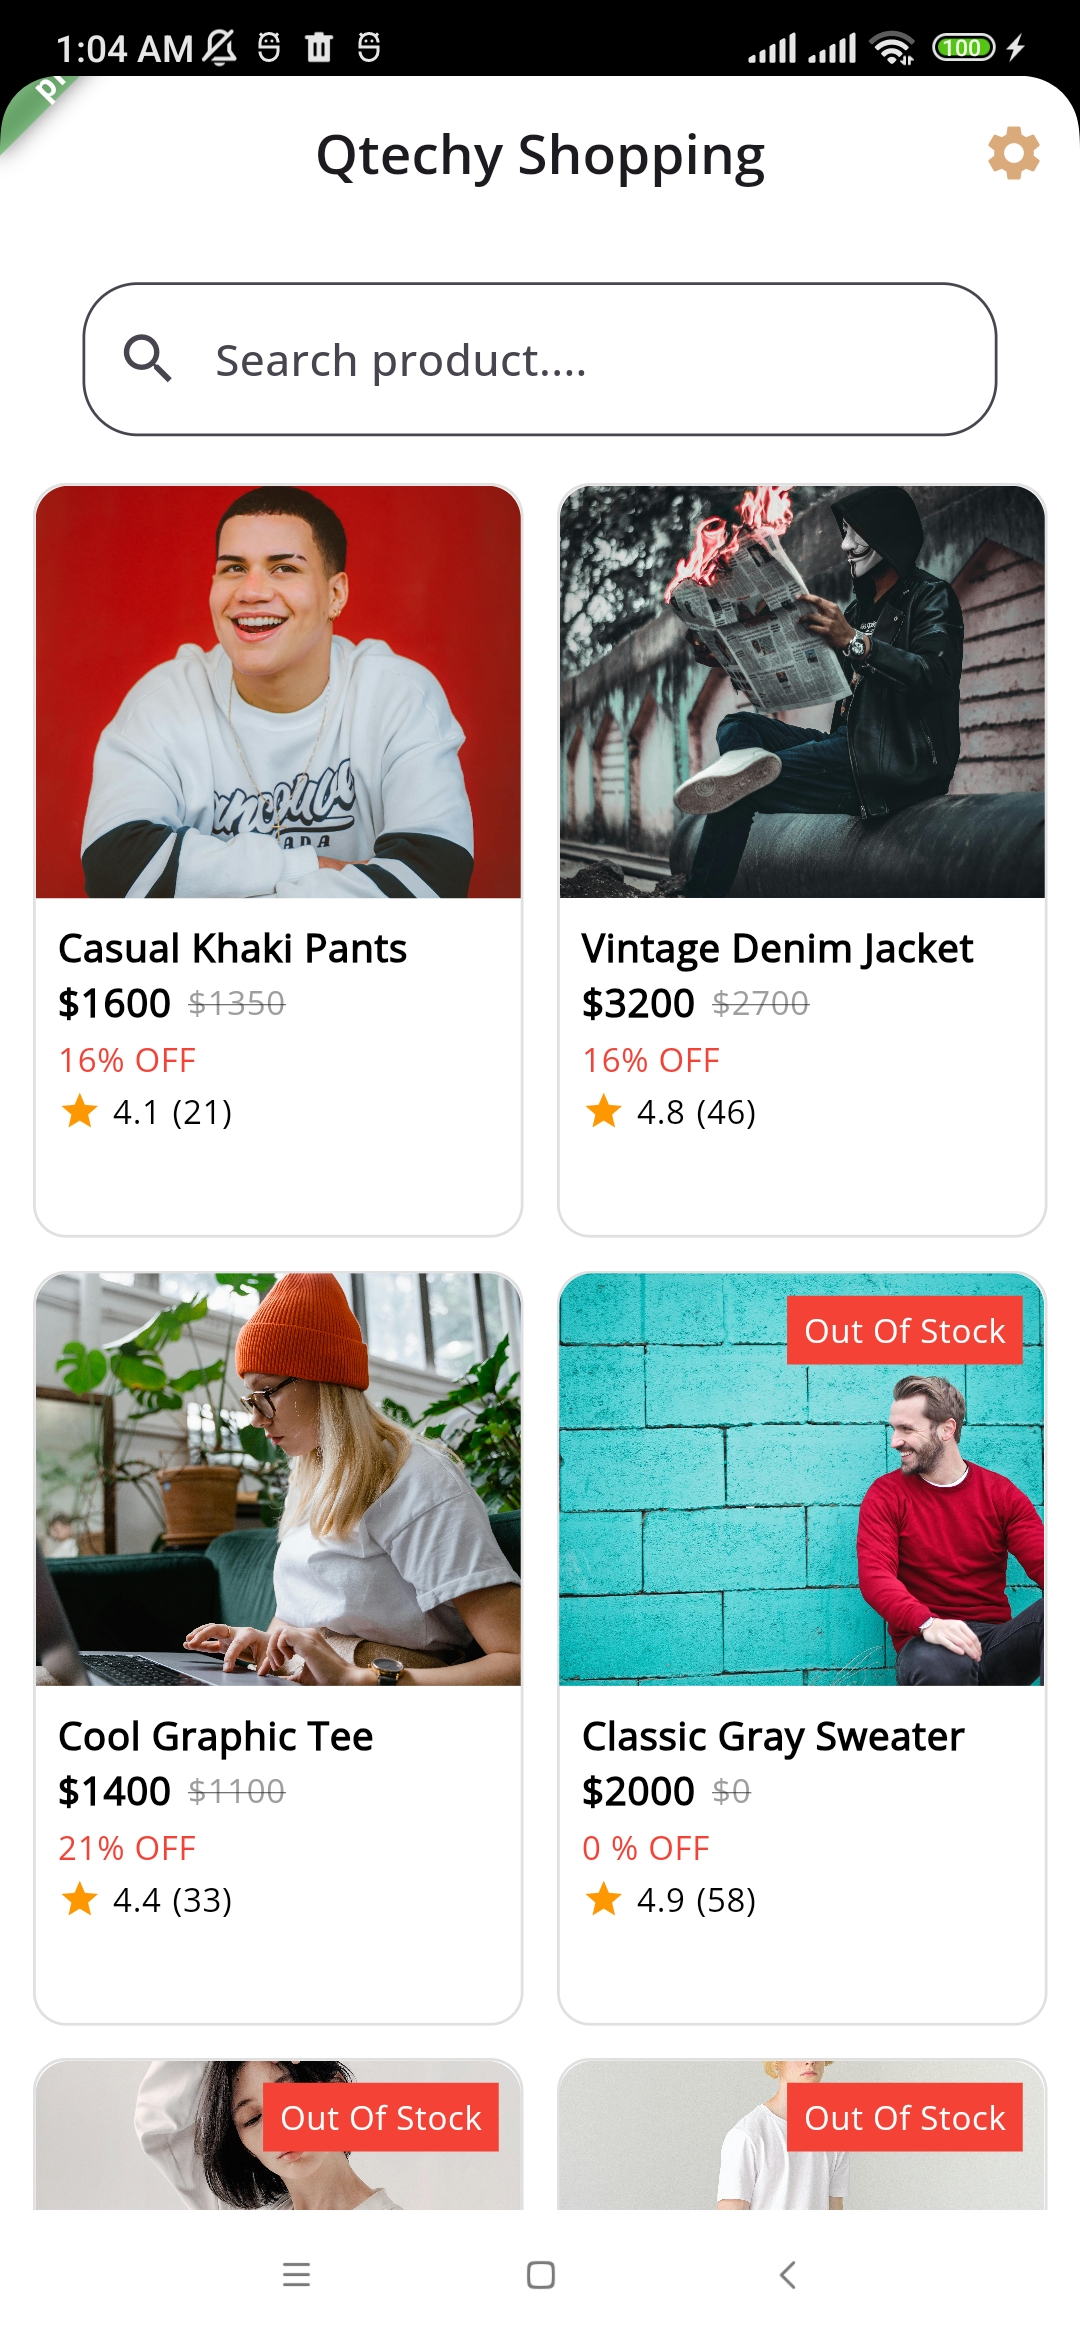 1:04 AM
100
Qtechy Shopping
Search product....
Casual Khaki Pants
$1600 $1350
16% OFF
4.1 (21)
Vintage Denim Jacket
$3200 $2700
16% OFF
4.8 (46)
Out Of Stock
Cool Graphic Tee
$1400 $1100
21% OFF
4.4 (33)
Classic Gray Sweater
$2000 $0
0 % OFF
4.9 (58)
Out Of Stock
Out Of Stock